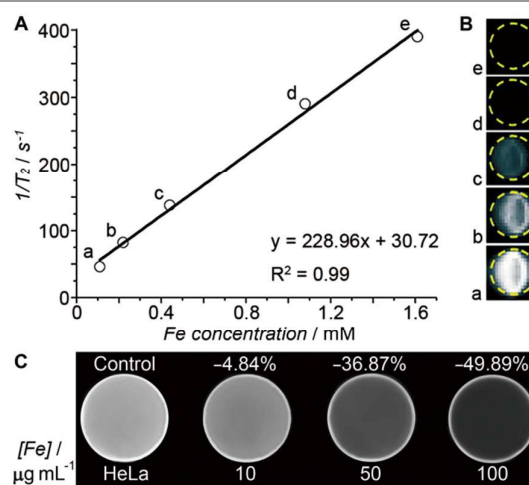 A
B
400
300
200
100
0
1/T₂ / s⁻¹
a
b
c
d
e
y = 228.96x + 30.72
R² = 0.99
0.0
0.4
0.8
1.2
1.6
Fe concentration / mM
e
d
c
b
a
C
Control
–4.84%
–36.87%
–49.89%
[Fe] /
μg mL⁻¹
HeLa
10
50
100